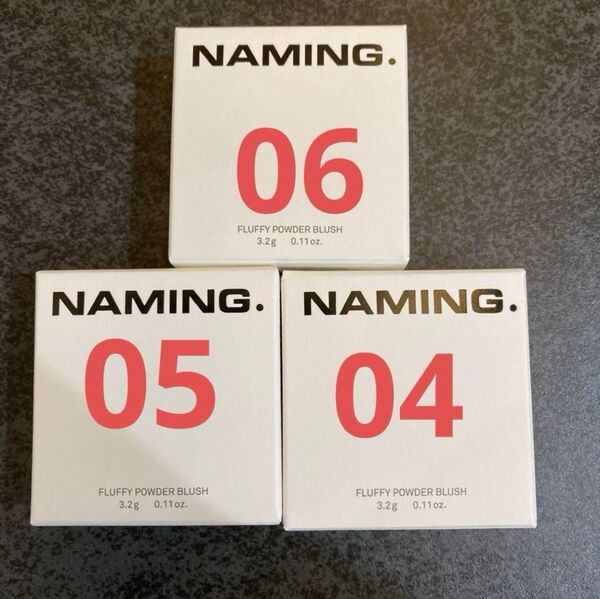 NAMING.
06
FLUFFY POWDER BLUSH
3.2g 0.11oz.
NAMING.
05
FLUFFY POWDER BLUSH
3.2g 0.11oz.
NAMING.
04
FLUFFY POWDER BLUSH
3.2g 0.11oz.